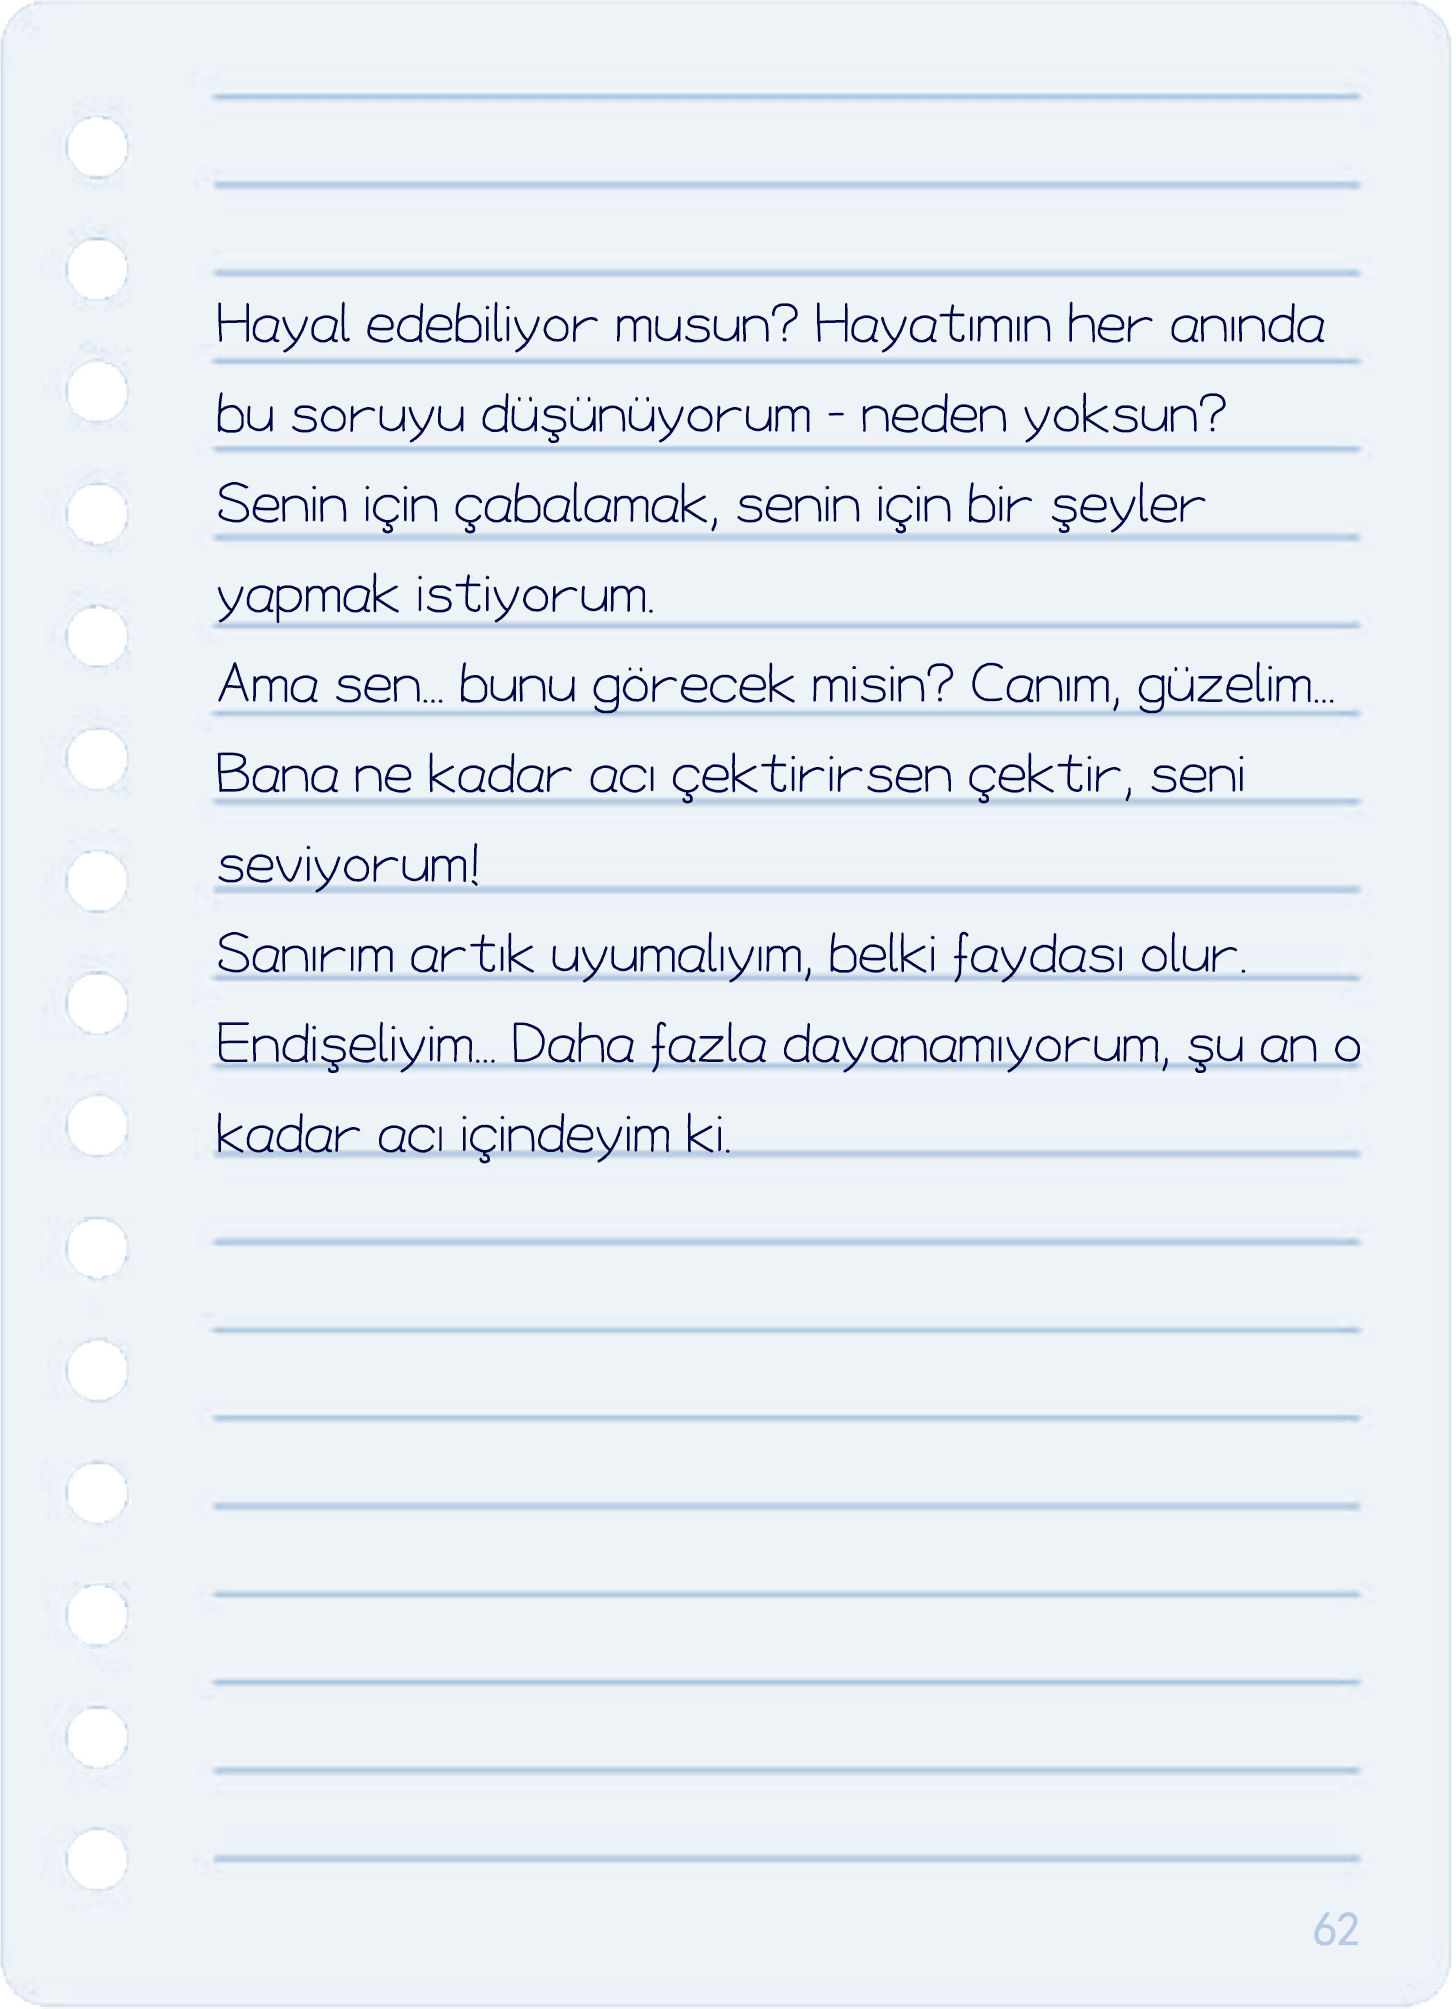 Hayal edebiliyor musun? Hayatımın her anında
bu soruyu düşünüyorum - neden yoksun?
Senin için çabalamak, senin için bir şeyler
yapmak istiyorum.
Ama sen... bunu görecek misin? Canım, güzelim...
Bana ne kadar acı çektirirsen çektir, seni
seviyorum!
Sanırım artık uyumalıyım, belki faydası olur.
Endişeliyim... Daha fazla dayanamıyorum, şu an o
kadar acı içindeyim ki.
62